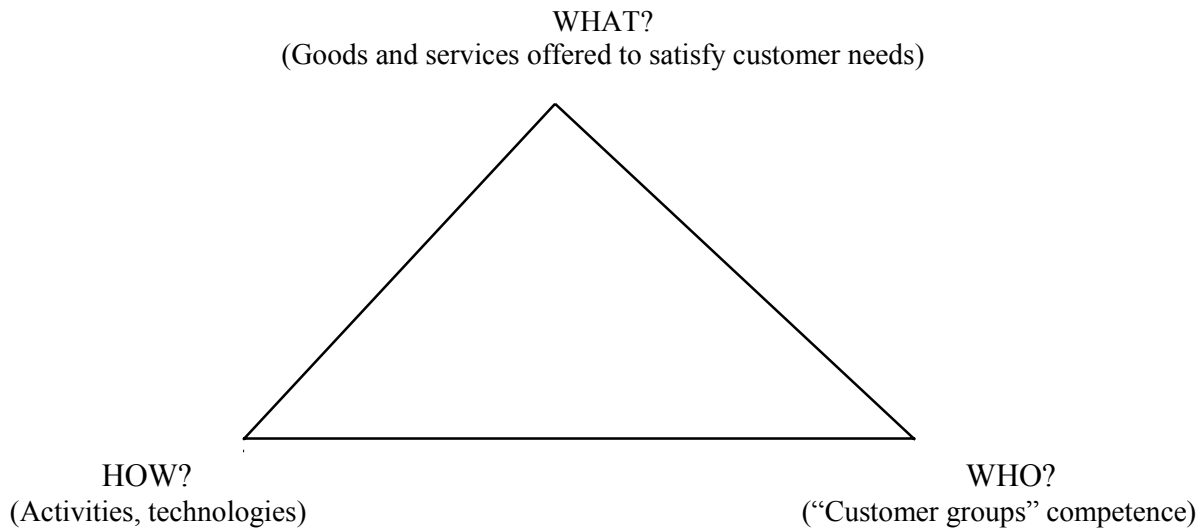 WHAT?
(Goods and services offered to satisfy customer needs)
HOW?
(Activities, technologies)
WHO?
(“Customer groups” competence)